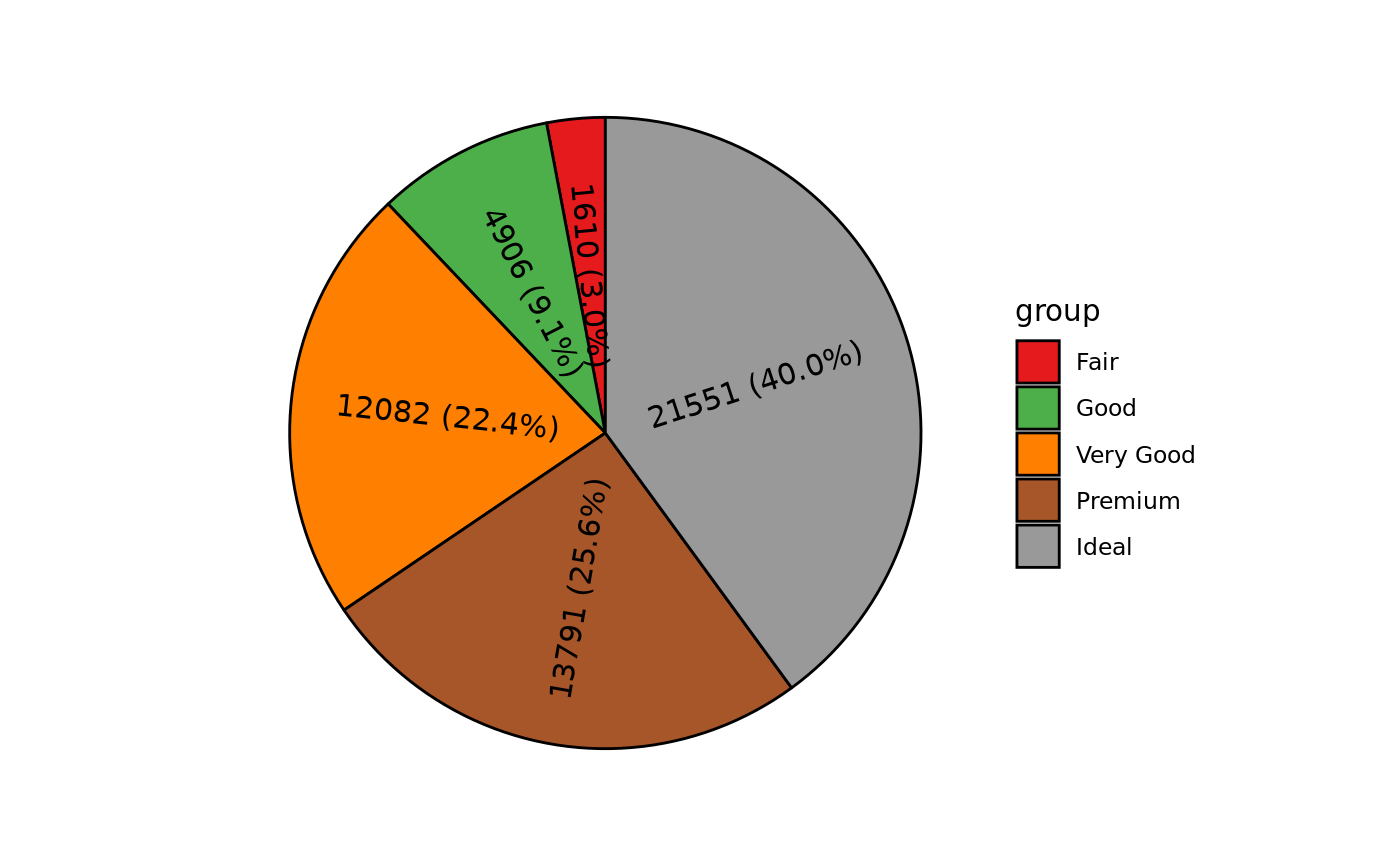 1610 (3.0%)
4906 (9.1%)
12082 (22.4%)
21551 (40.0%)
13791 (25.6%)
group
Fair
Good
Very Good
Premium
Ideal